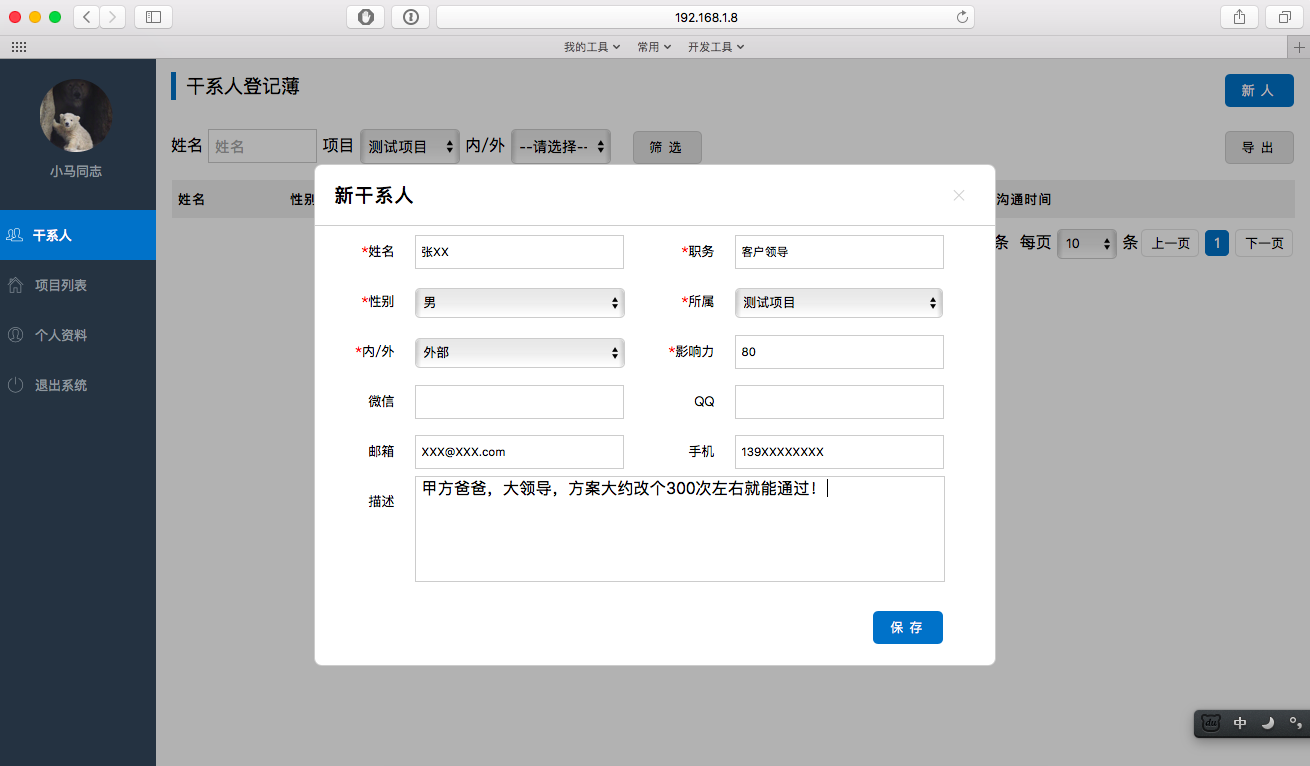 192.168.1.8
我的工具 常用 开发工具
小马同志
干系人
项目列表
个人资料
退出系统
干系人登记薄
新 人
姓名 姓名 项目 测试项目 内/外 --请选择-- 筛 选 导 出
姓名 性别 沟通时间
条 每页 10 条 上一页 1 下一页
新干系人 ×
*姓名 张XX *职务 客户领导
*性别 男 *所属 测试项目
*内/外 外部 *影响力 80
微信 QQ
邮箱 XXX@XXX.com 手机 139XXXXXXXX
描述 甲方爸爸，大领导，方案大约改个300次左右就能通过！
保 存
du 中 °,